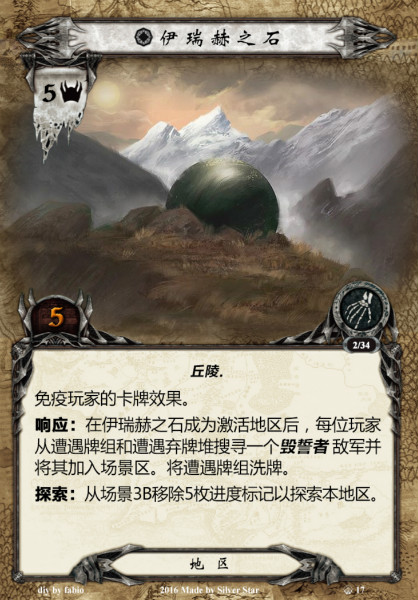 伊瑞赫之石
5
5
2/34
丘陵.
免疫玩家的卡牌效果。
响应：在伊瑞赫之石成为激活地区后，每位玩家
从遭遇牌组和遭遇弃牌堆搜寻一个毁誓者 敌军并
将其加入场景区。将遭遇牌组洗牌。
探索：从场景3B移除5枚进度标记以探索本地区。
地区
diy by fabio 2016 Made by Silver Star 17